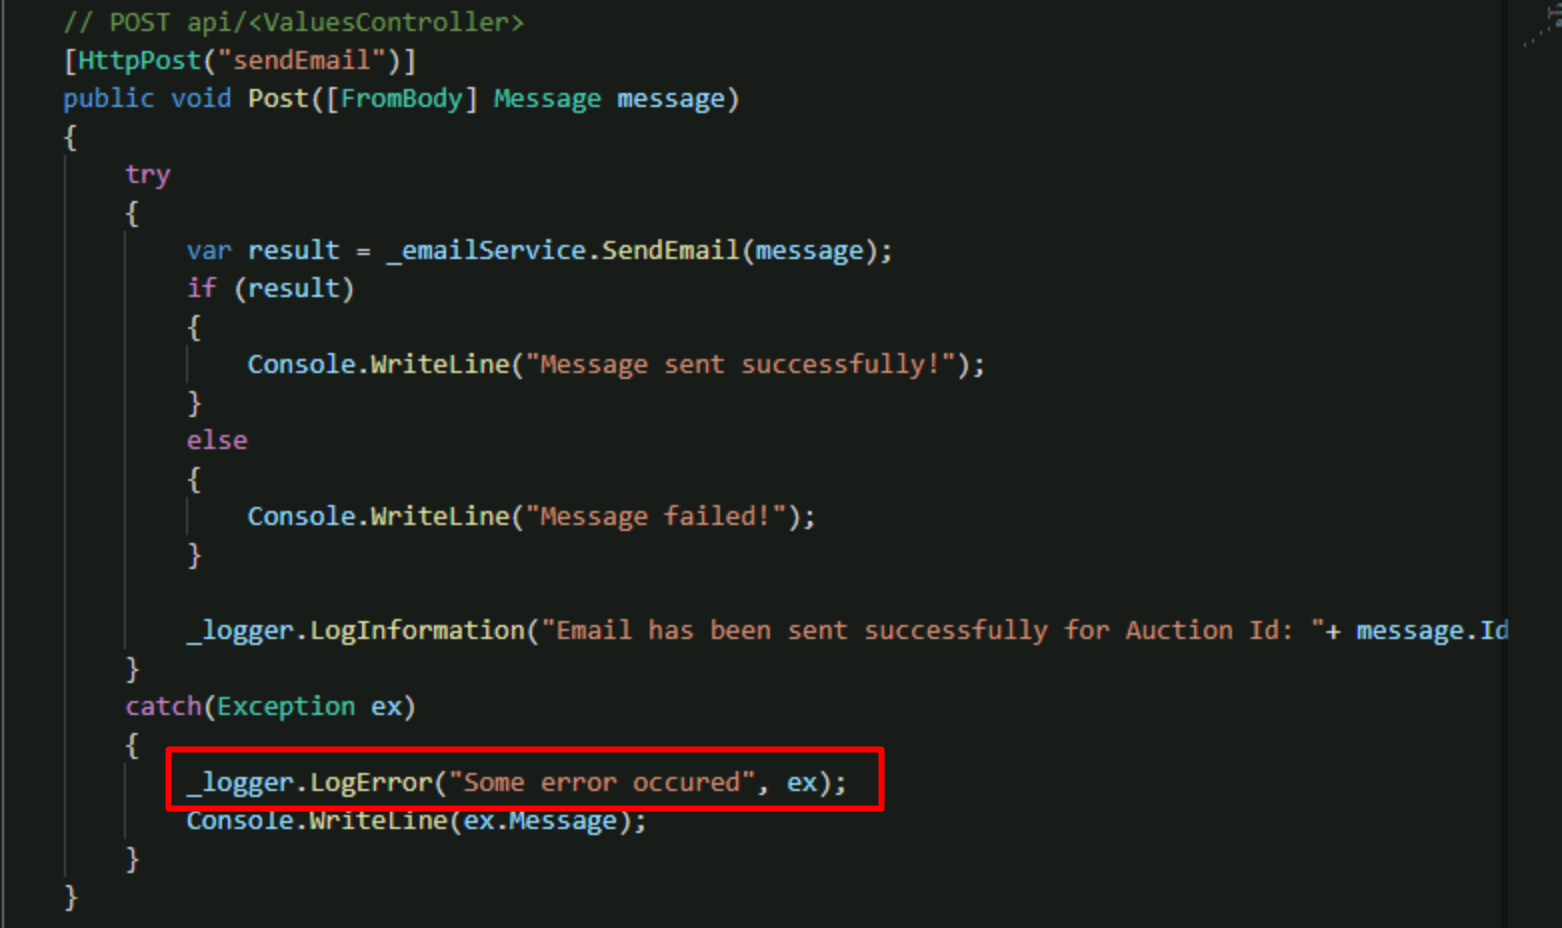 // POST api/<ValuesController>
[HttpPost("sendEmail")]
public void Post([FromBody] Message message)
{
try
{
var result = _emailService.SendEmail(message);
if (result)
{
Console.WriteLine("Message sent successfully!");
}
else
{
Console.WriteLine("Message failed!");
}
_logger.LogInformation("Email has been sent successfully for Auction Id: "+ message.Id
}
catch(Exception ex)
{
_logger.LogError("Some error occured", ex);
Console.WriteLine(ex.Message);
}
}